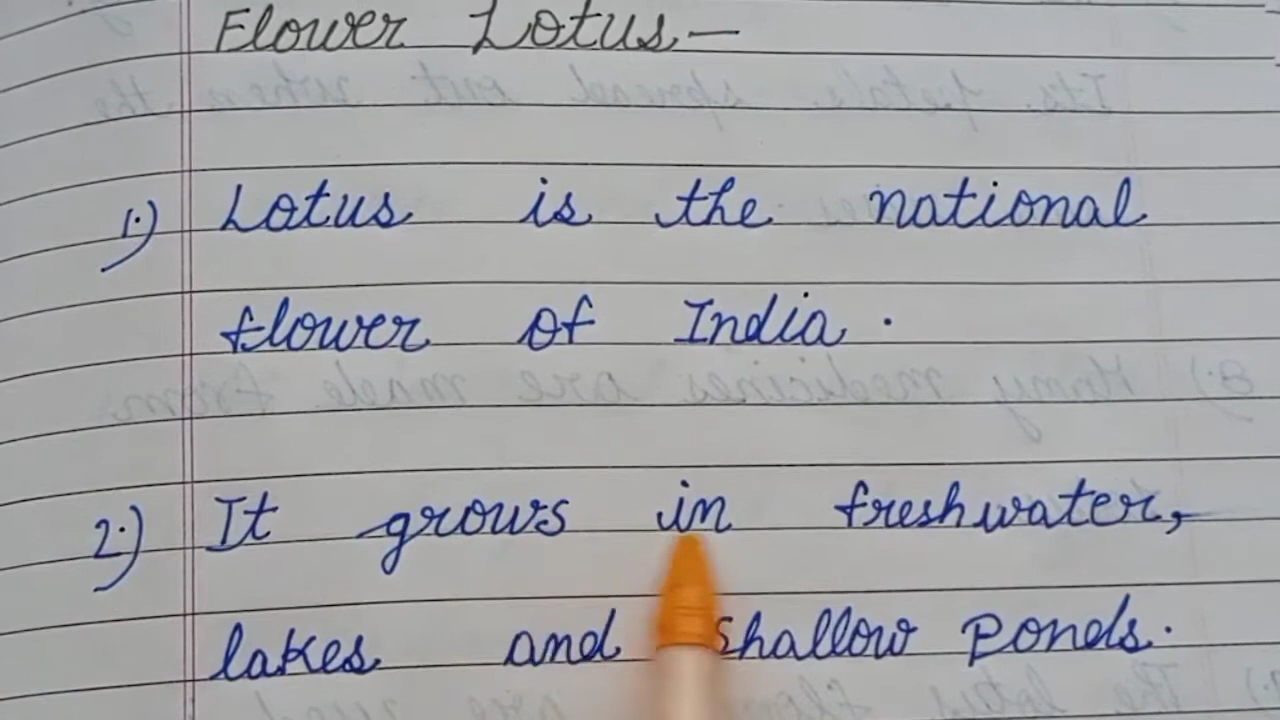 Flower Lotus—
1.) Lotus is the national
flower of India.
2.) It grows in freshwater,
lakes and shallow ponds.